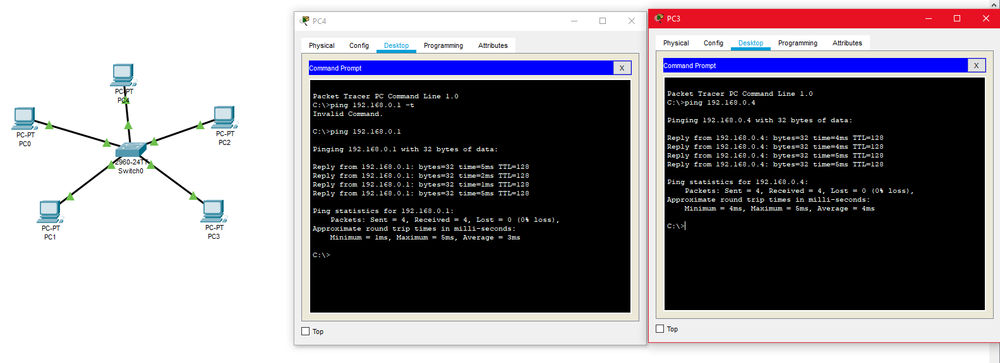 PC-PT
PC4
PC-PT
PC0
PC-PT
PC2
2960-24TT
Switch0
PC-PT
PC1
PC-PT
PC3
PC4
Physical Config Desktop Programming Attributes
Command Prompt X
Packet Tracer PC Command Line 1.0
C:\>ping 192.168.0.1 -t
Invalid Command.
C:\>ping 192.168.0.1
Pinging 192.168.0.1 with 32 bytes of data:
Reply from 192.168.0.1: bytes=32 time=5ms TTL=128
Reply from 192.168.0.1: bytes=32 time=2ms TTL=128
Reply from 192.168.0.1: bytes=32 time=1ms TTL=128
Reply from 192.168.0.1: bytes=32 time=5ms TTL=128
Ping statistics for 192.168.0.1:
Packets: Sent = 4, Received = 4, Lost = 0 (0% loss),
Approximate round trip times in milli-seconds:
Minimum = 1ms, Maximum = 5ms, Average = 3ms
C:\>
Top
PC3
Physical Config Desktop Programming Attributes
Command Prompt X
Packet Tracer PC Command Line 1.0
C:\>ping 192.168.0.4
Pinging 192.168.0.4 with 32 bytes of data:
Reply from 192.168.0.4: bytes=32 time=4ms TTL=128
Reply from 192.168.0.4: bytes=32 time=4ms TTL=128
Reply from 192.168.0.4: bytes=32 time=5ms TTL=128
Reply from 192.168.0.4: bytes=32 time=5ms TTL=128
Ping statistics for 192.168.0.4:
Packets: Sent = 4, Received = 4, Lost = 0 (0% loss),
Approximate round trip times in milli-seconds:
Minimum = 4ms, Maximum = 5ms, Average = 4ms
C:\>
Top